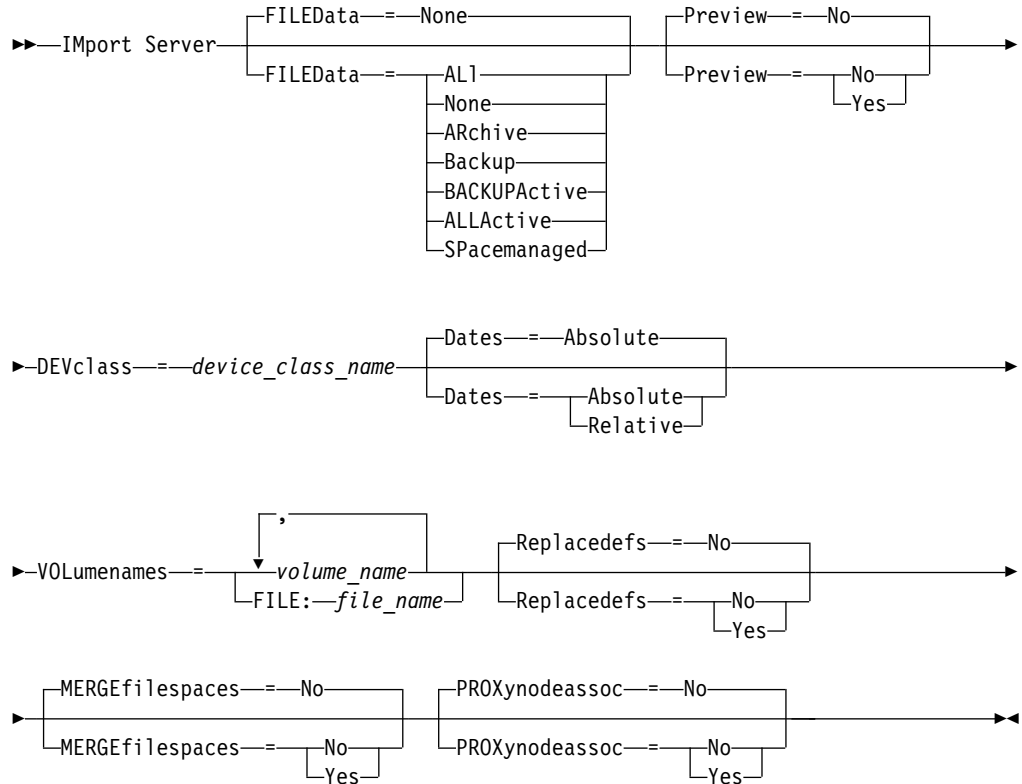 FILEData = None Preview = No
IMport Server
FILEData = ALl Preview = No
None Yes
ARchive
Backup
BACKUPActive
ALLActive
SPacemanaged
Dates = Absolute
DEVclass = device_class_name
Dates = Absolute
Relative
,
Replacedefs = No
VOLumenames = volume_name
FILE: file_name Replacedefs = No
Yes
MERGEfilespaces = No PROXynodeassoc = No
MERGEfilespaces = No PROXynodeassoc = No
Yes Yes